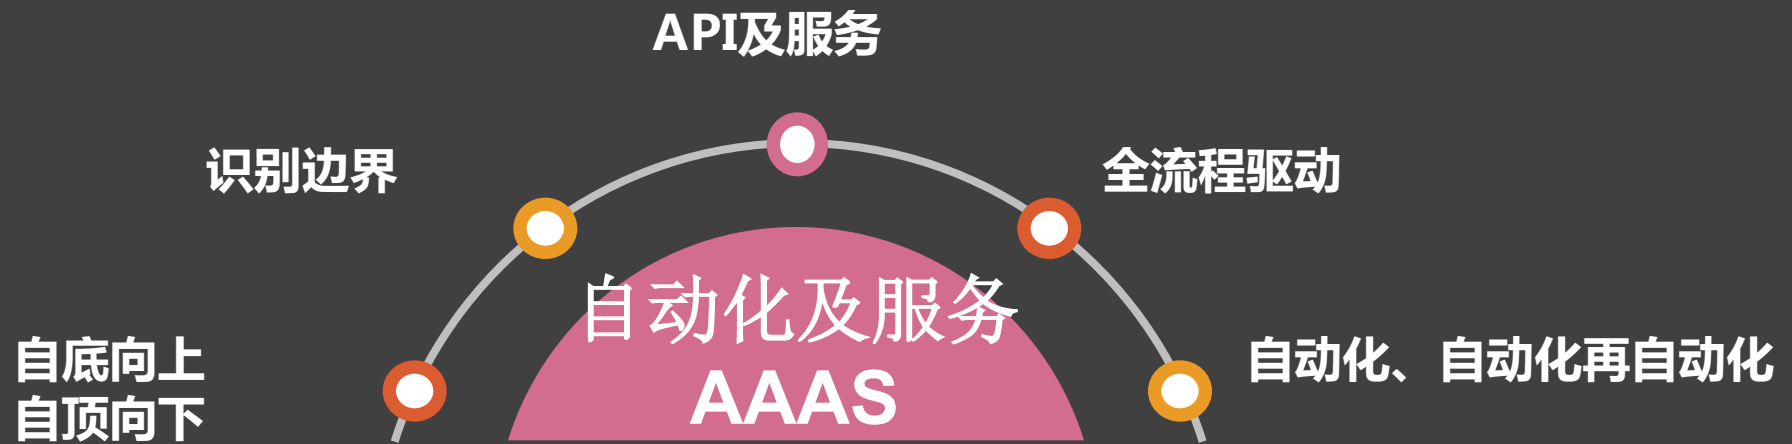 API及服务
识别边界
全流程驱动
自动化及服务
AAAS
自底向上
自顶向下
自动化、自动化再自动化